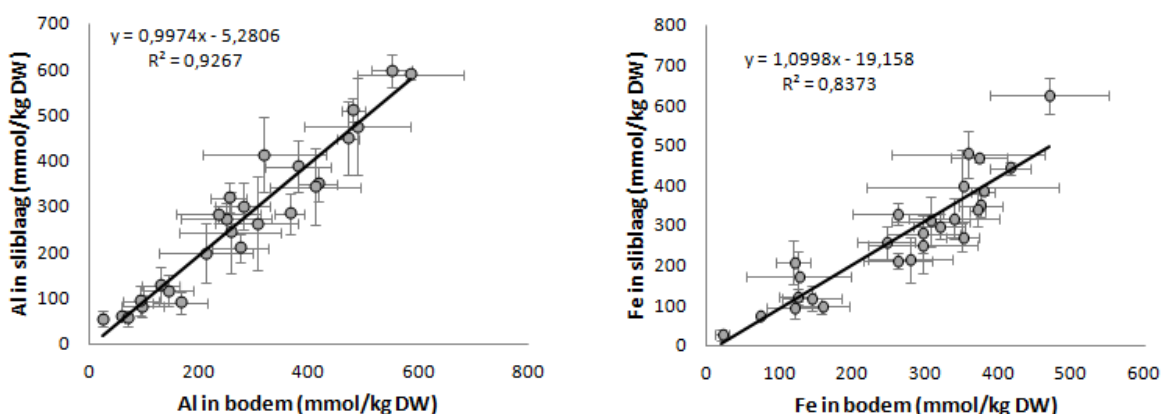 Al in sliblaag (mmol/kg DW)
700
600
500
400
300
200
100
0
y = 0,9974x - 5,2806
R² = 0,9267
0 200 400 600 800
Al in bodem (mmol/kg DW)
Fe in sliblaag (mmol/kg DW)
800
700
600
500
400
300
200
100
0
y = 1,0998x - 19,158
R² = 0,8373
0 100 200 300 400 500 600
Fe in bodem (mmol/kg DW)